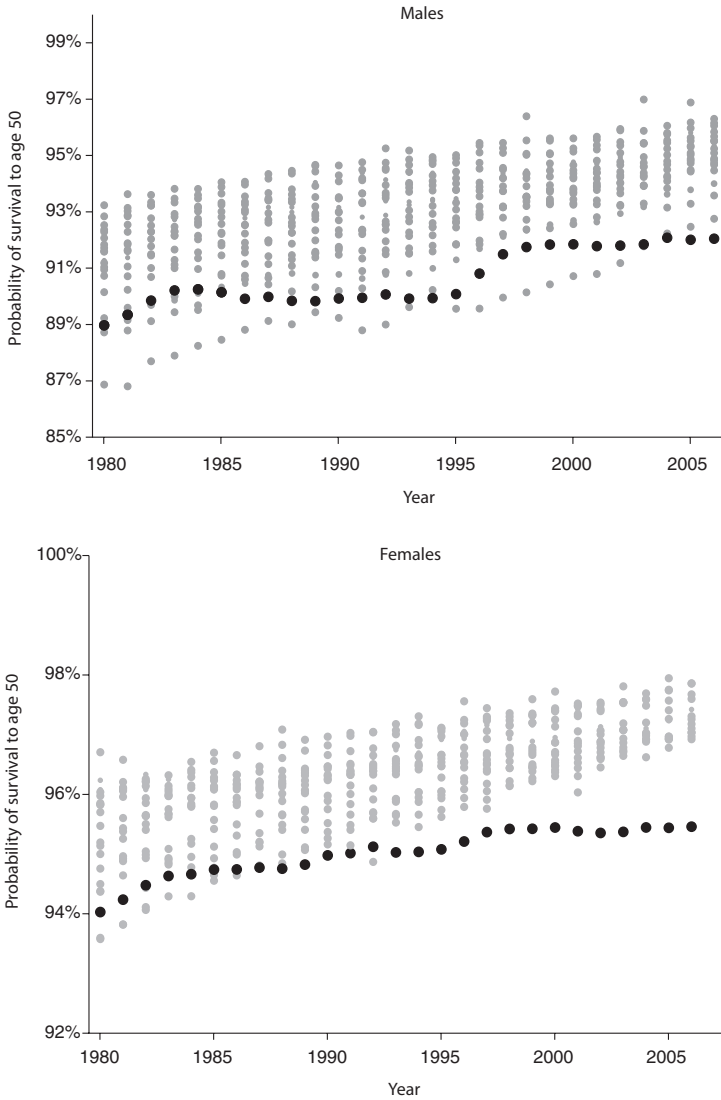 Males
99%
97%
95%
93%
91%
89%
87%
85%
Probability of survival to age 50
1980 1985 1990 1995 2000 2005
Year
Females
100%
98%
96%
94%
92%
Probability of survival to age 50
1980 1985 1990 1995 2000 2005
Year